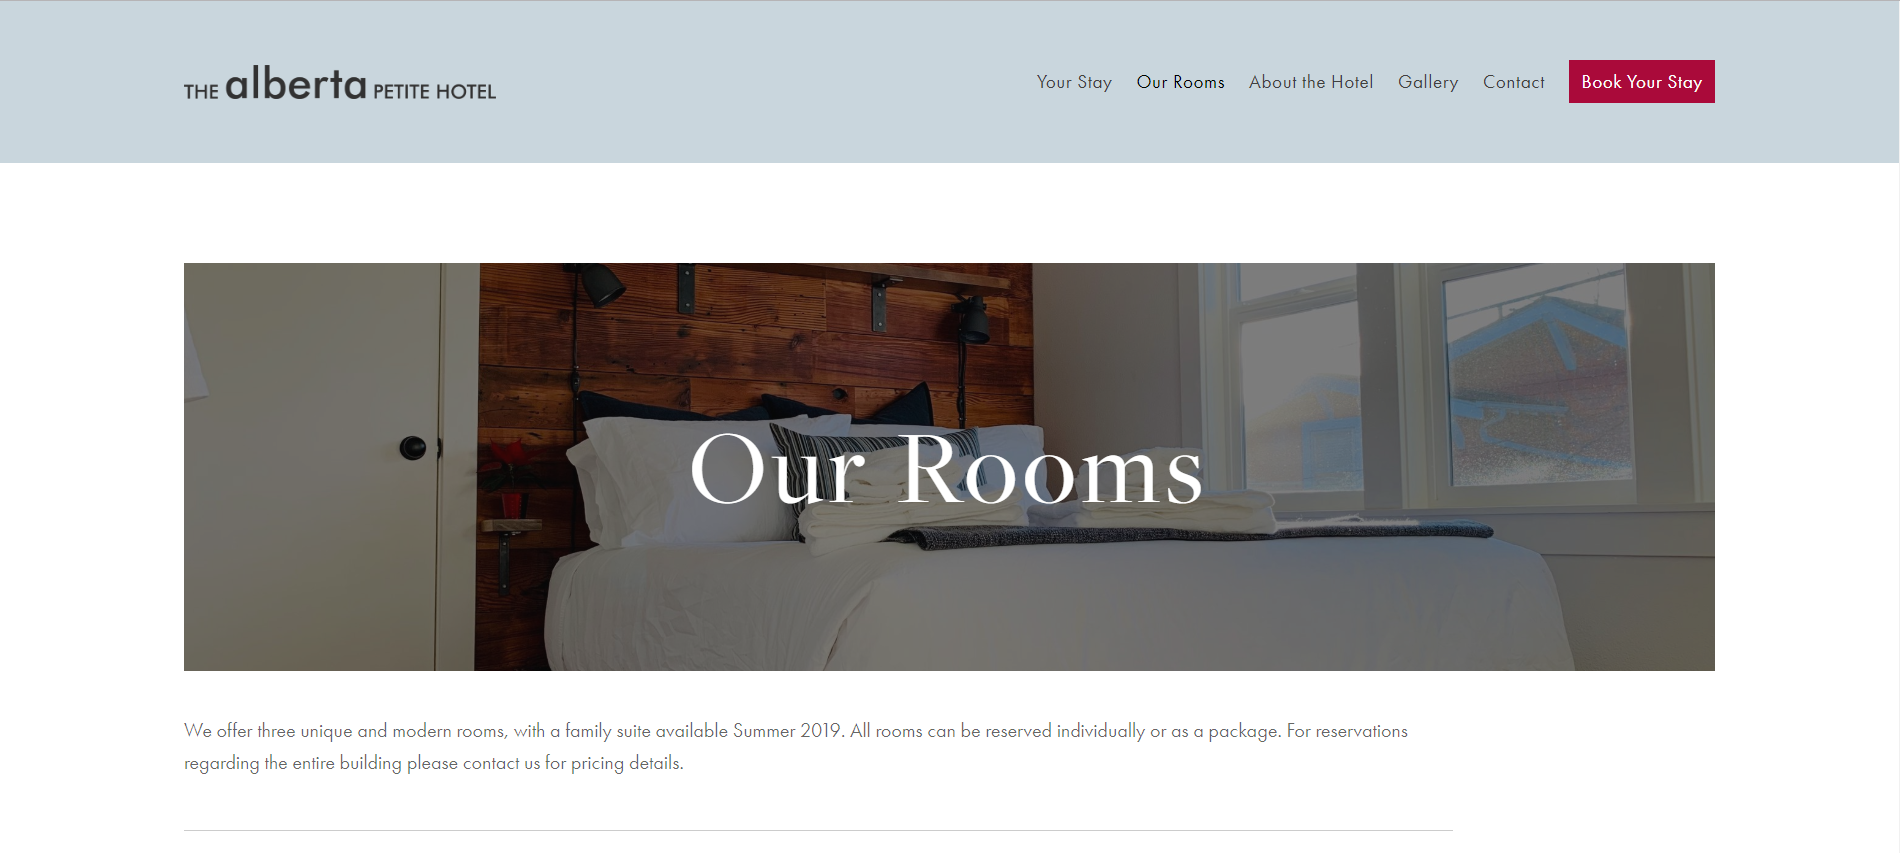 THE alberta PETITE HOTEL
Your Stay Our Rooms About the Hotel Gallery Contact Book Your Stay
Our Rooms
We offer three unique and modern rooms, with a family suite available Summer 2019. All rooms can be reserved individually or as a package. For reservations
regarding the entire building please contact us for pricing details.